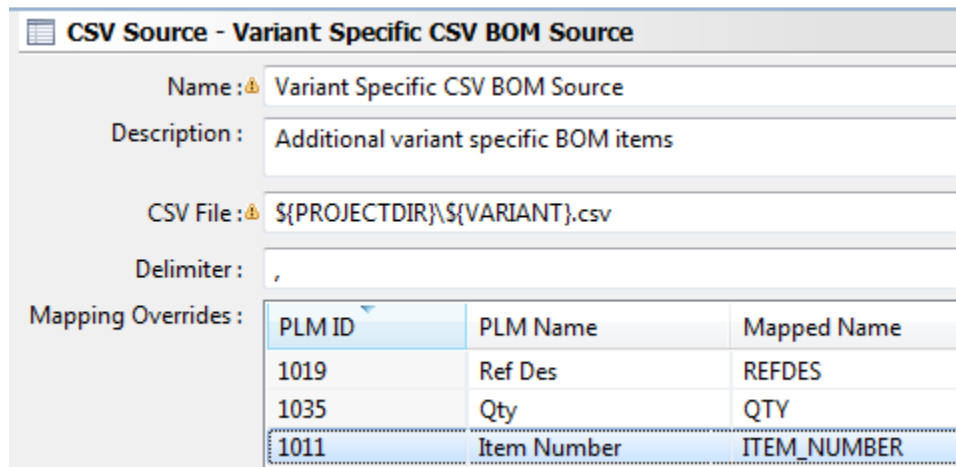 CSV Source - Variant Specific CSV BOM Source
Name : Variant Specific CSV BOM Source
Description : Additional variant specific BOM items
CSV File : ${PROJECTDIR}\${VARIANT}.csv
Delimiter : ,
Mapping Overrides : PLM ID PLM Name Mapped Name
1019 Ref Des REFDES
1035 Qty QTY
1011 Item Number ITEM_NUMBER